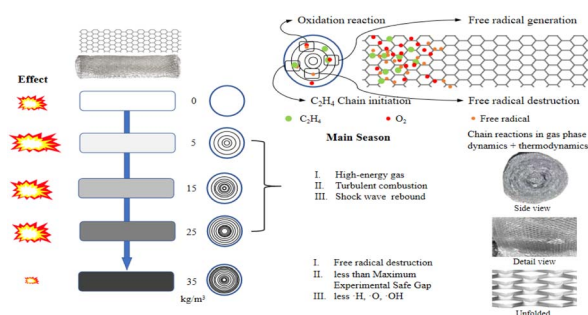 Oxidation reaction
Free radical generation
Effect
0
C₂H₄ Chain initiation
Free radical destruction
C₂H₄
O₂
Free radical
5
Main Season
Chain reactions in gas phase
dynamics + thermodynamics
I. High-energy gas
II. Turbulent combustion
III. Shock wave rebound
15
Side view
25
Detail view
I. Free radical destruction
II. less than Maximum
Experimental Safe Gap
III. less ·H, ·O, ·OH
35
kg/m³
Unfolded